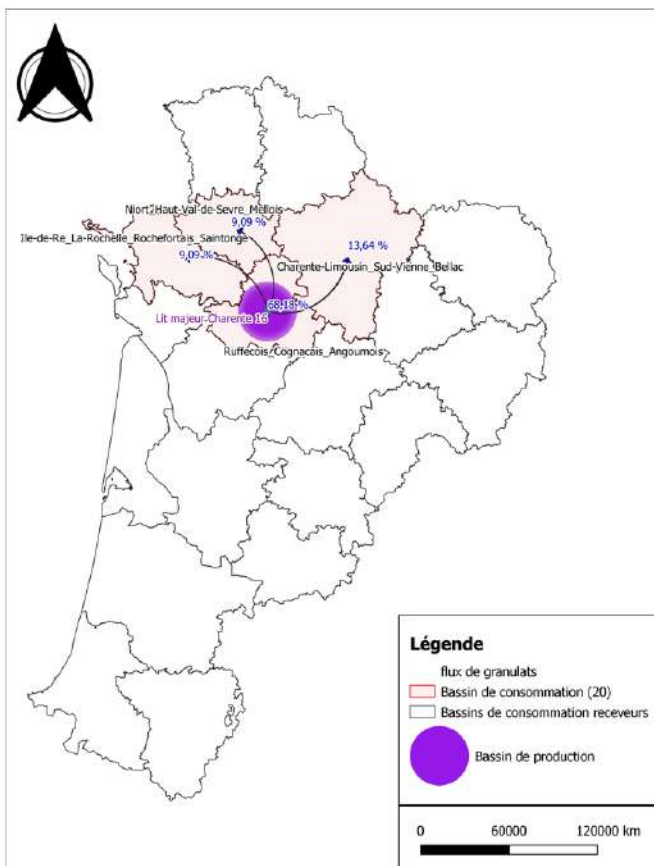 Niort_Haut-Val-de-Sevre_Mellois
9,09 %
Ile-de-Re_La-Rochelle_Rochefortais_Saintonge
13,64 %
9,09 %
Charente-Limousin_Sud-Vienne_Bellac
68,18 %
Lit majeur Charente 16
Ruffecois_Cognacais_Angoumois
Légende
flux de granulats
Bassin de consommation (20)
Bassins de consommation receveurs
Bassin de production
0 60000 120000 km